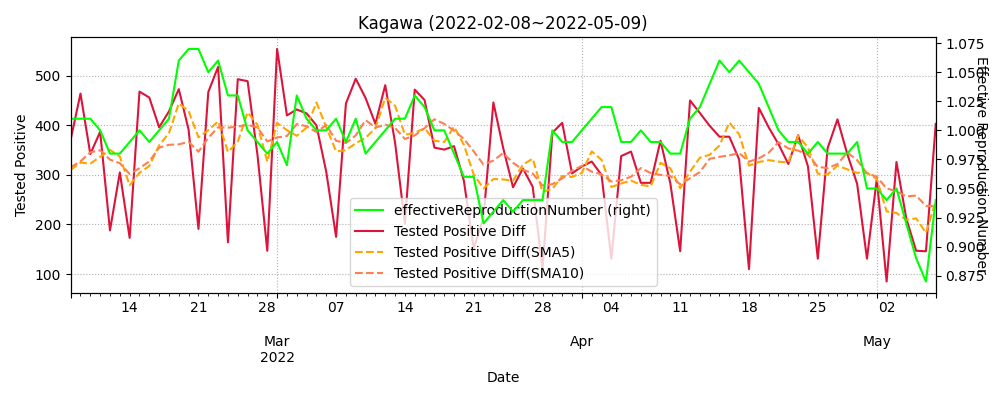 Kagawa (2022-02-08~2022-05-09)
Tested Positive
500
400
300
200
100
1.075
1.050
1.025
1.000
0.975
0.950
0.925
0.900
0.875
Effective Reproduction Number
effectiveReproductionNumber (right)
Tested Positive Diff
Tested Positive Diff(SMA5)
Tested Positive Diff(SMA10)
14 21 28 07 14 21 28 04 11 18 25 02
Mar Apr May
2022
Date